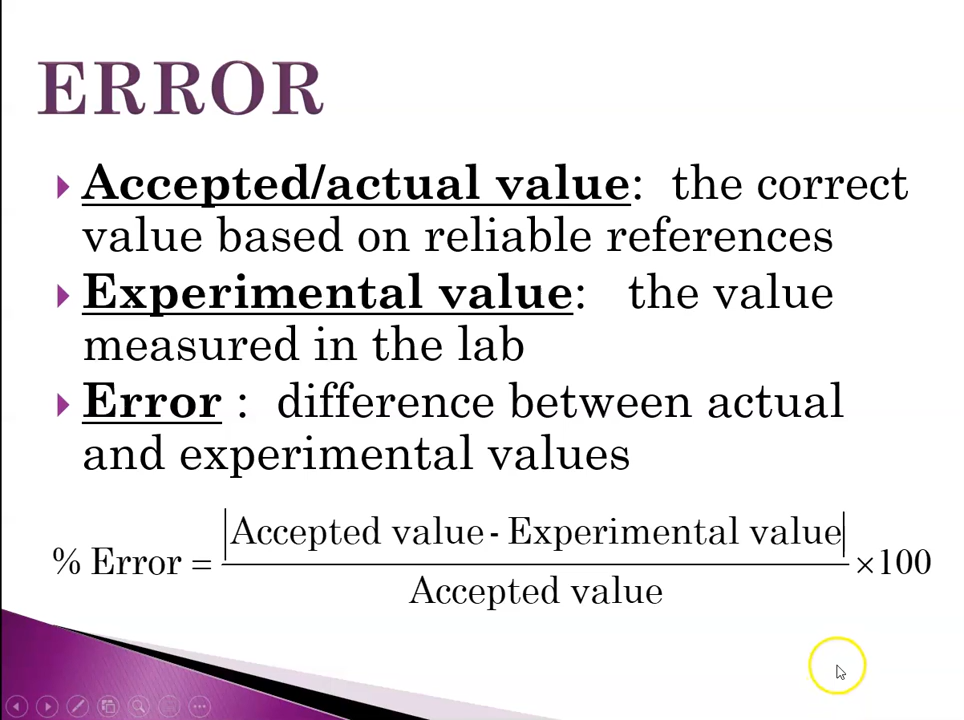 ERROR
Accepted/actual value: the correct
value based on reliable references
Experimental value: the value
measured in the lab
Error : difference between actual
and experimental values
% Error = |Accepted value - Experimental value| / Accepted value ×100